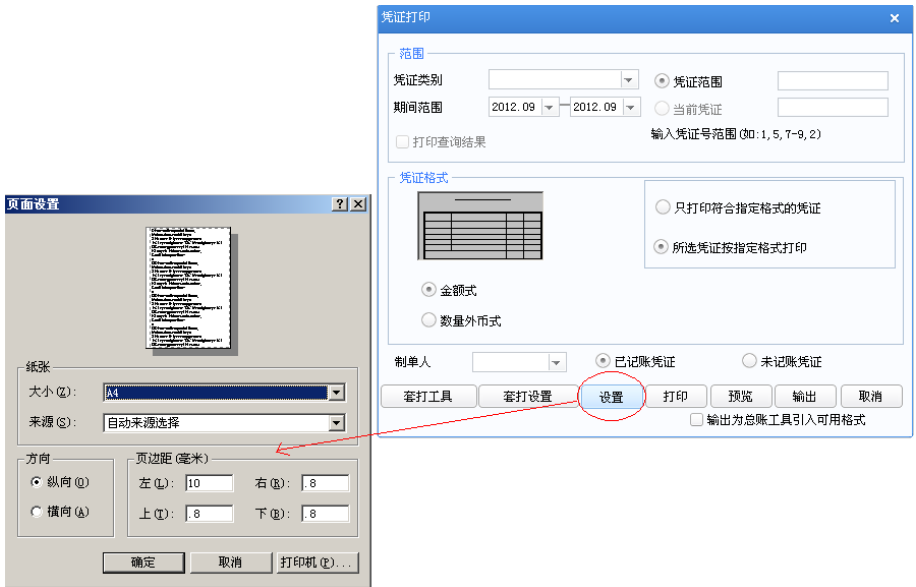 凭证打印
范围
凭证类别
凭证范围
期间范围
2012.09
2012.09
当前凭证
打印查询结果
输入凭证号范围(如:1,5,7-9,2)
凭证格式
只打印符合指定格式的凭证
所选凭证按指定格式打印
金额式
数量外币式
制单人
已记账凭证
未记账凭证
套打工具
套打设置
设置
打印
预览
输出
取消
输出为总账工具引入可用格式
页面设置
纸张
大小(Z):
A4
来源(S):
自动来源选择
方向
纵向(O)
横向(A)
页边距(毫米)
左(L):
10
右(R):
.8
上(T):
.8
下(B):
.8
确定
取消
打印机(P)...